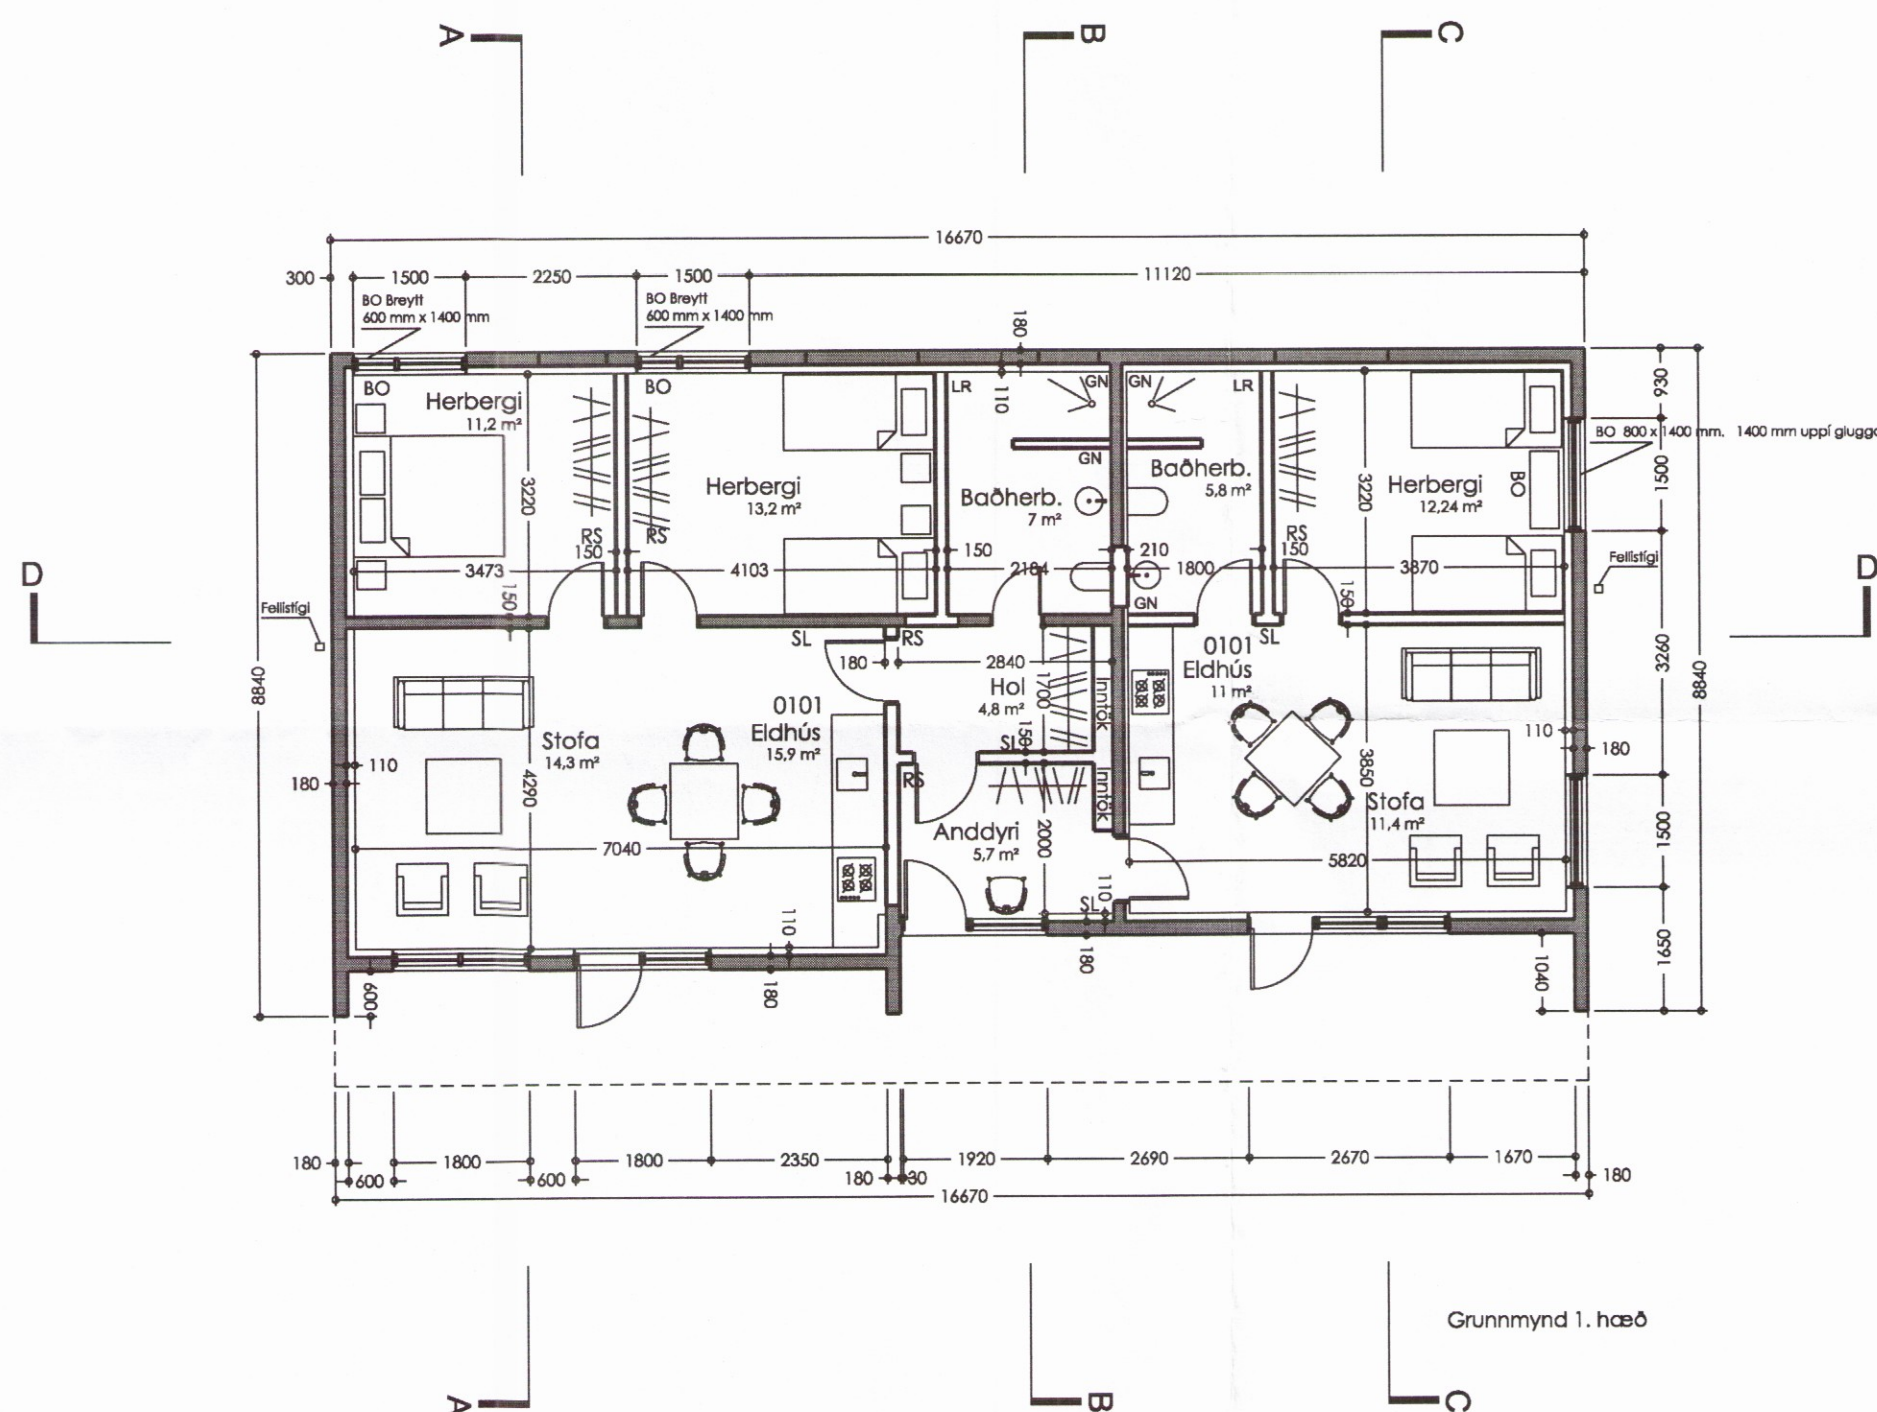 A
B
C
16670
300
1500
2250
1500
11120
BO Breytt
600 mm x 1400 mm
BO Breytt
600 mm x 1400 mm
180
BO
Herbergi
11,2 m²
BO
LR
110
GN
GN
LR
930
BO 800 x 1400 mm. 1400 mm uppí glugga
Herbergi
13,2 m²
GN
Baðherb.
7 m²
Baðherb.
5,8 m²
Herbergi
12,24 m²
BO
1500
3220
3220
RS
RS
RS
150
150
210
150
3473
4103
2184
1800
3870
GN
150
150
D
D
Fellistígi
Fellistígi
SL
RS
SL
180
2840
0101
Eldhús
11 m²
Hol
4,8 m²
1700
Inntök
3260
8840
8840
0101
Eldhús
15,9 m²
Stofa
14,3 m²
SL
150
110
180
110
180
RS
Inntök
4290
3850
Stofa
11,4 m²
Anddyri
5,7 m²
2000
1500
7040
5820
110
SL
110
180
180
600
1040
1650
180
600
1800
600
1800
2350
180
30
1920
2690
2670
1670
180
16670
Grunnmynd 1. hæð
A
B
C